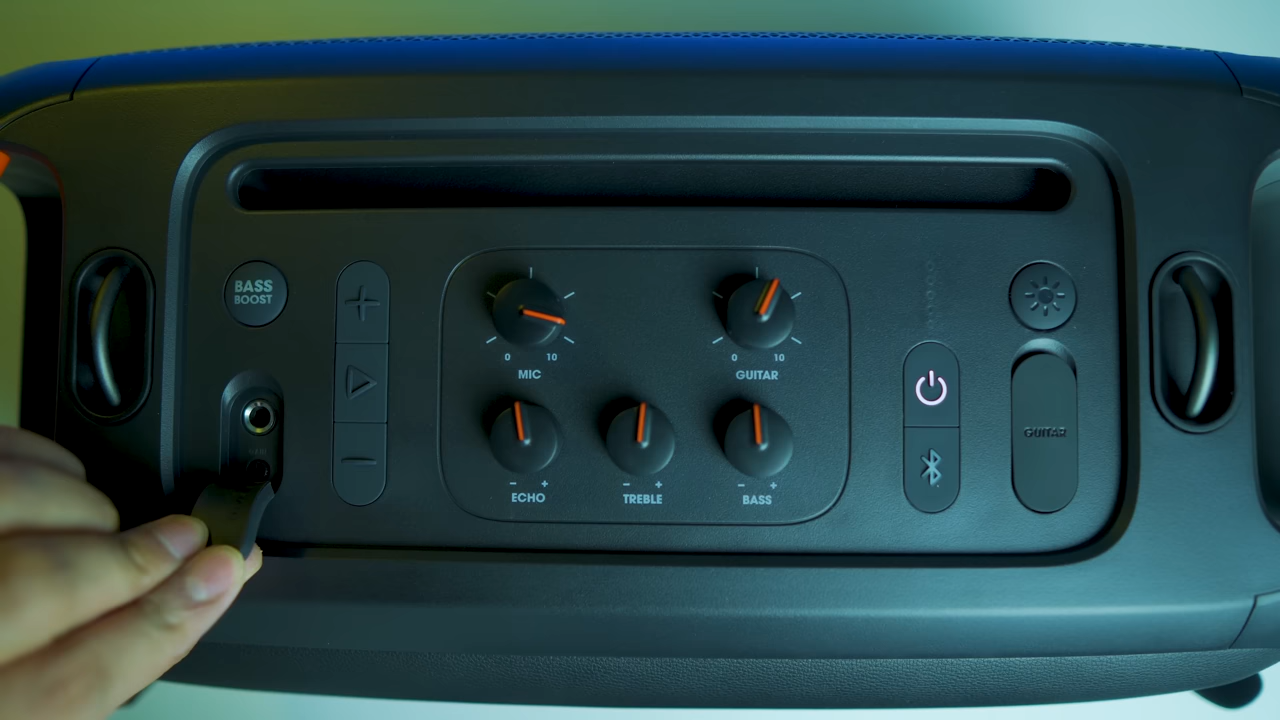 BASS
BOOST
0 10
MIC
0 10
GUITAR
- +
ECHO
- +
TREBLE
- +
BASS
GUITAR